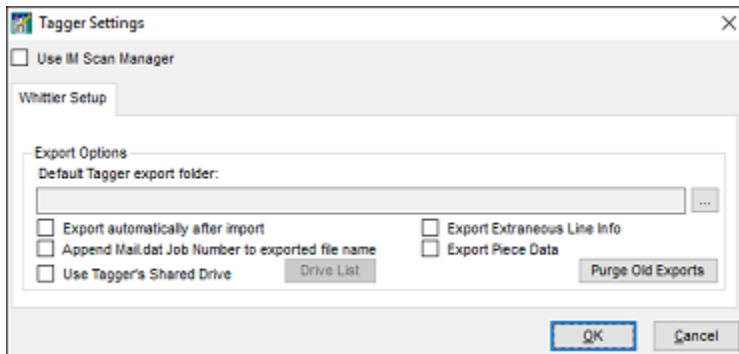 Tagger Settings
Use IM Scan Manager
Whittier Setup
Export Options
Default Tagger export folder:
...
Export automatically after import
Export Extraneous Line Info
Append Mail.dat Job Number to exported file name
Export Piece Data
Use Tagger's Shared Drive
Drive List
Purge Old Exports
OK
Cancel